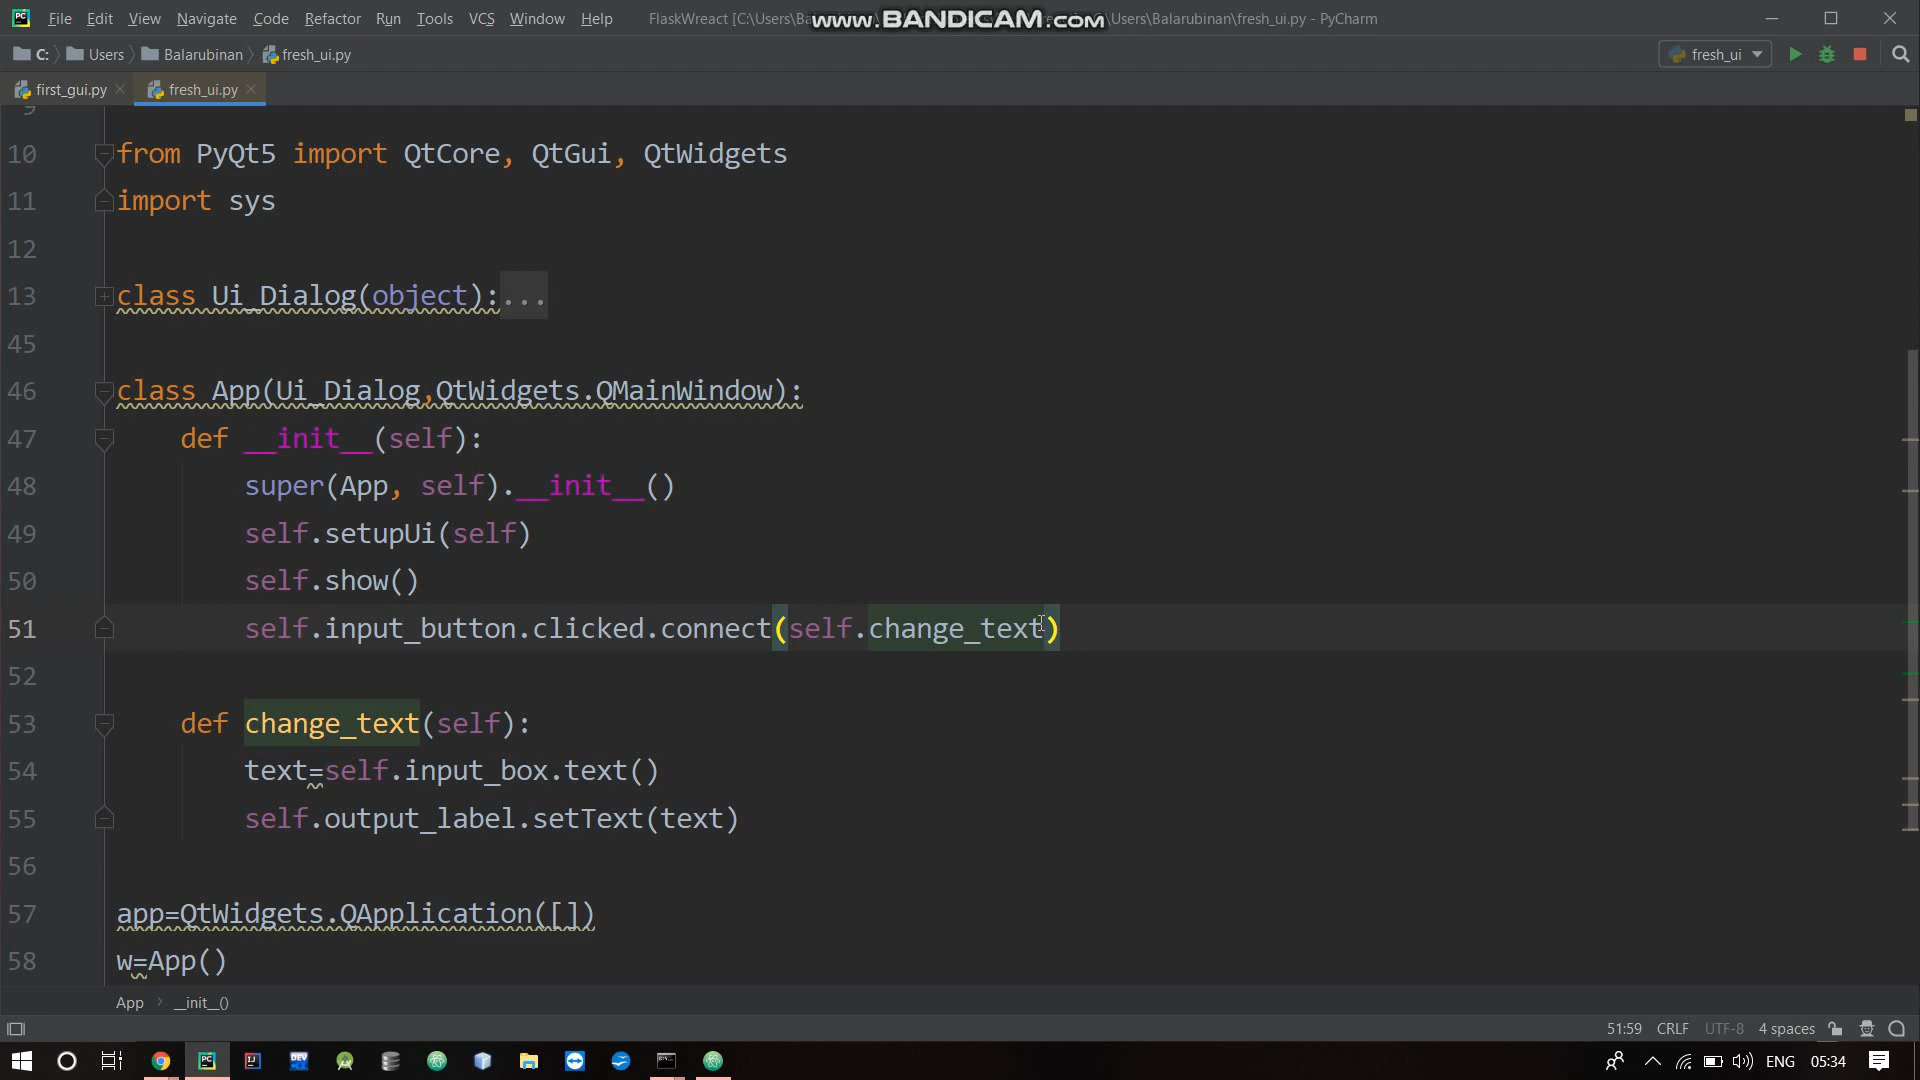 File Edit View Navigate Code Refactor Run Tools VCS Window Help FlaskWreact [C:\Users\Ba www.BANDICAM.com :\Users\Balarubinan\fresh_ui.py - PyCharm
C: Users Balarubinan fresh_ui.py fresh_ui
first_gui.py fresh_ui.py
9
10 from PyQt5 import QtCore, QtGui, QtWidgets
11 import sys
12
13 class Ui_Dialog(object):...
45
46 class App(Ui_Dialog,QtWidgets.QMainWindow):
47 def __init__(self):
48 super(App, self).__init__()
49 self.setupUi(self)
50 self.show()
51 self.input_button.clicked.connect(self.change_text)
52
53 def change_text(self):
54 text=self.input_box.text()
55 self.output_label.setText(text)
56
57 app=QtWidgets.QApplication([])
58 w=App()
App __init__()
51:59 CRLF UTF-8 4 spaces
ENG 05:34